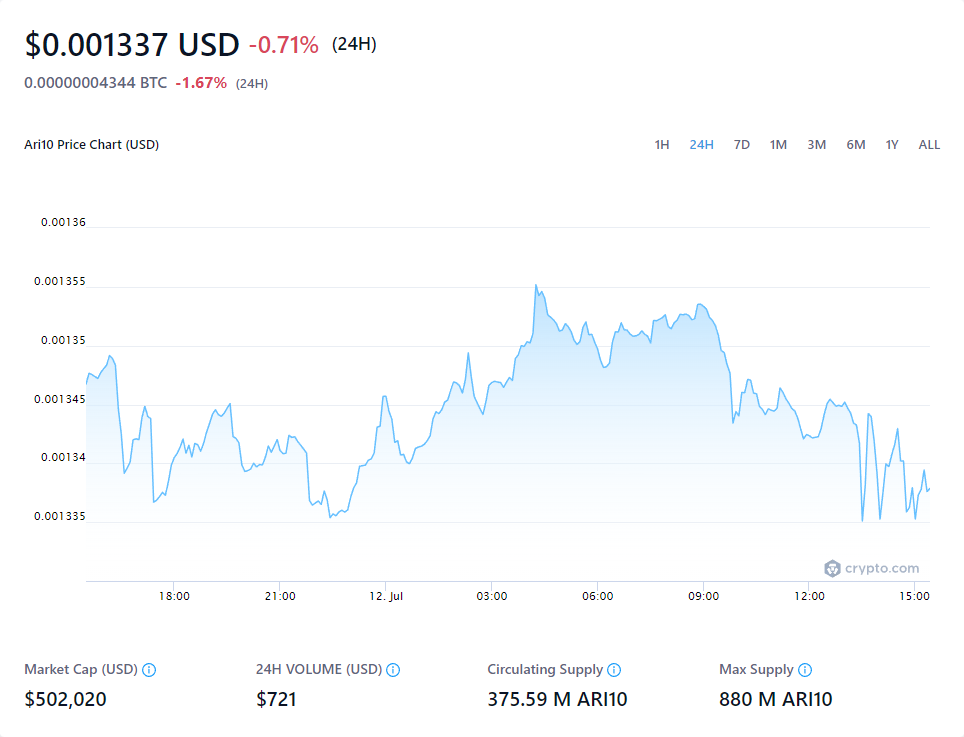 $0.001337 USD -0.71% (24H)
0.00000004344 BTC -1.67% (24H)
Ari10 Price Chart (USD) 1H 24H 7D 1M 3M 6M 1Y ALL
0.00136
0.001355
0.00135
0.001345
0.00134
0.001335
crypto.com
18:00 21:00 12. Jul 03:00 06:00 09:00 12:00 15:00
Market Cap (USD) 24H VOLUME (USD) Circulating Supply Max Supply
$502,020 $721 375.59 M ARI10 880 M ARI10